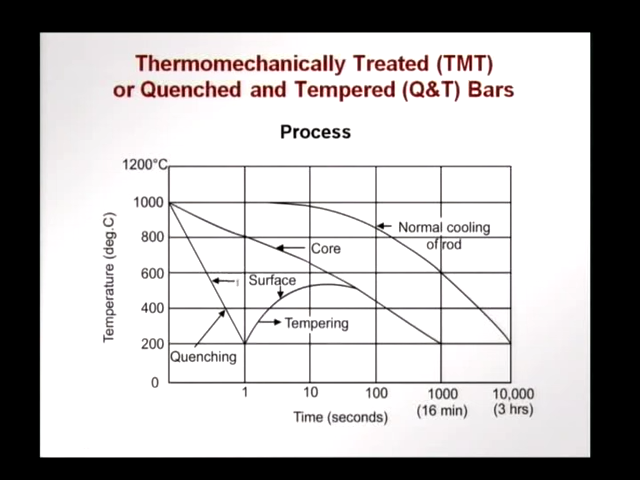 Thermomechanically Treated (TMT)
or Quenched and Tempered (Q&T) Bars
Process
1200°C
1000
800
600
400
200
0
Temperature (deg.C)
Normal cooling
of rod
Core
Surface
Tempering
Quenching
1
10
100
1000
(16 min)
10,000
(3 hrs)
Time (seconds)